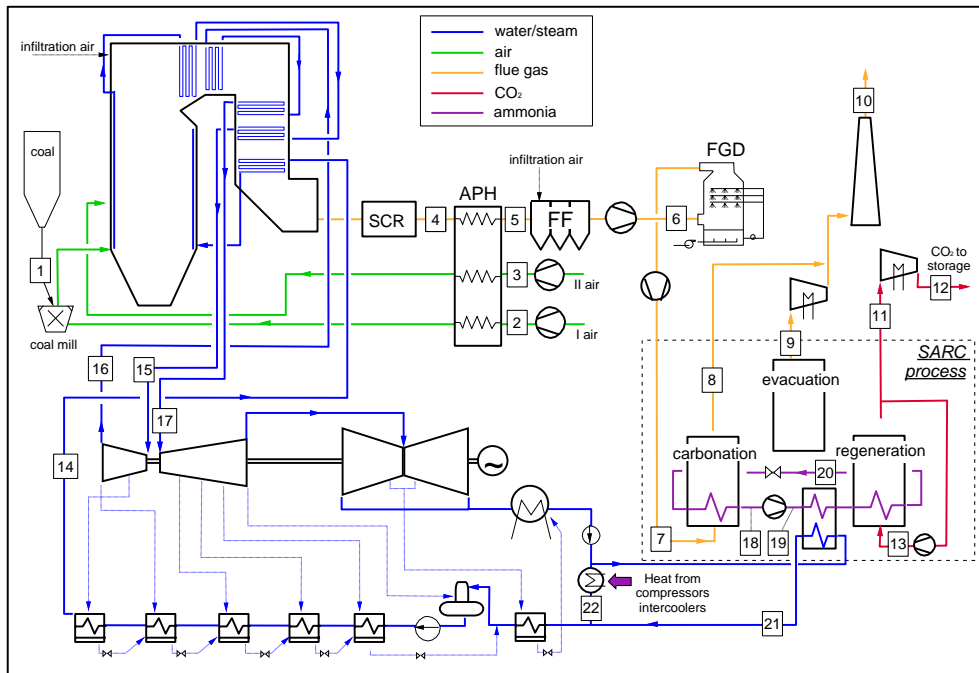 infiltration air
water/steam
air
flue gas
CO₂
ammonia
coal
1
coal mill
SCR
4
APH
5
infiltration air
FF
3
II air
2
I air
6
FGD
10
CO₂ to
storage
12
11
9
8
SARC
process
evacuation
carbonation
regeneration
20
7
18
19
13
16
15
17
14
~
M
M
Heat from
compressors
intercoolers
22
21